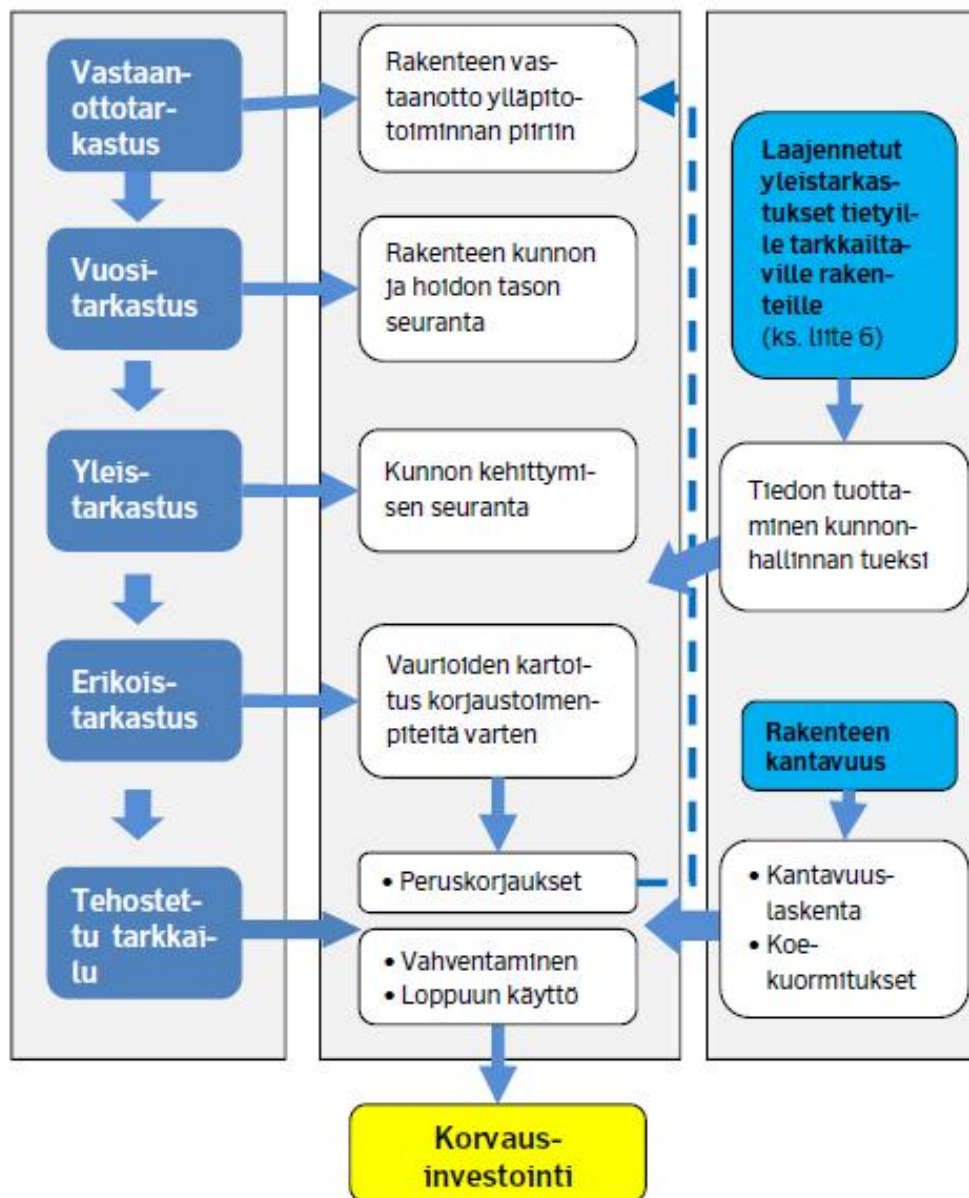 Vastaan-
ottotar-
kastus
Rakenteen vas-
taanotto ylläpito-
toiminnan piiriin
Laajennetut
yleistarkas-
tukset tietyil-
le tarkkailta-
ville raken-
teille
(ks. liite 6)
Vuosi-
tarkastus
Rakenteen kunnon
ja hoidon tason
seuranta
Yleis-
tarkastus
Kunnon kehittymi-
sen seuranta
Tiedon tuotta-
minen kunnon-
hallinnan tueksi
Erikois-
tarkastus
Vaurioiden kartoi-
tus korjaustoimen-
piteitä varten
Rakenteen
kantavuus
Tehostet-
tu tarkkai-
lu
• Peruskorjaukset
• Vahventaminen
• Loppuun käyttö
• Kantavuus-
laskenta
• Koe-
kuormitukset
Korvaus-
investointi